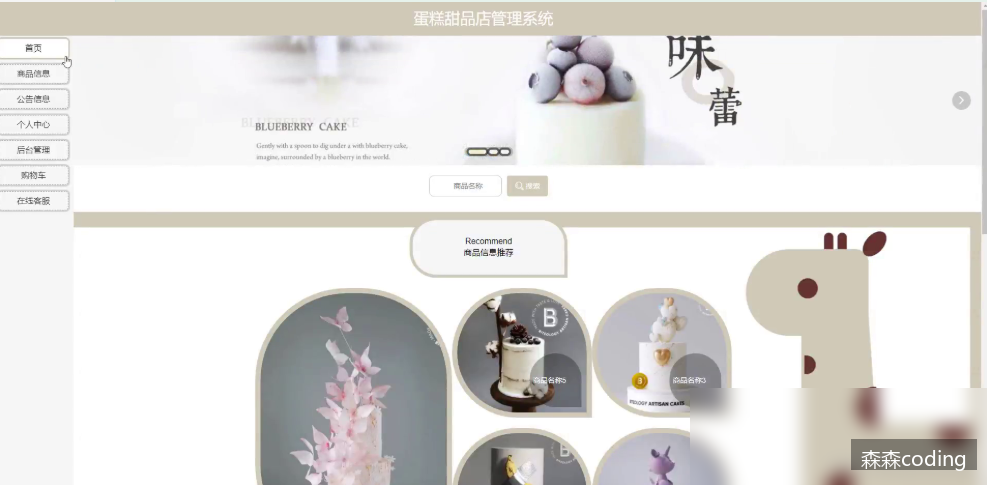 蛋糕甜品店管理系统
首页
商品信息
公告信息
个人中心
后台管理
购物车
在线客服
味
蕾
BLUEBERRY CAKE
Gently with a spoon to dig under a with blueberry cake,
imagine, surrounded by a blueberry in the world.
商品名称
搜索
Recommend
商品信息推荐
B
商品名称5
商品名称3
森森coding